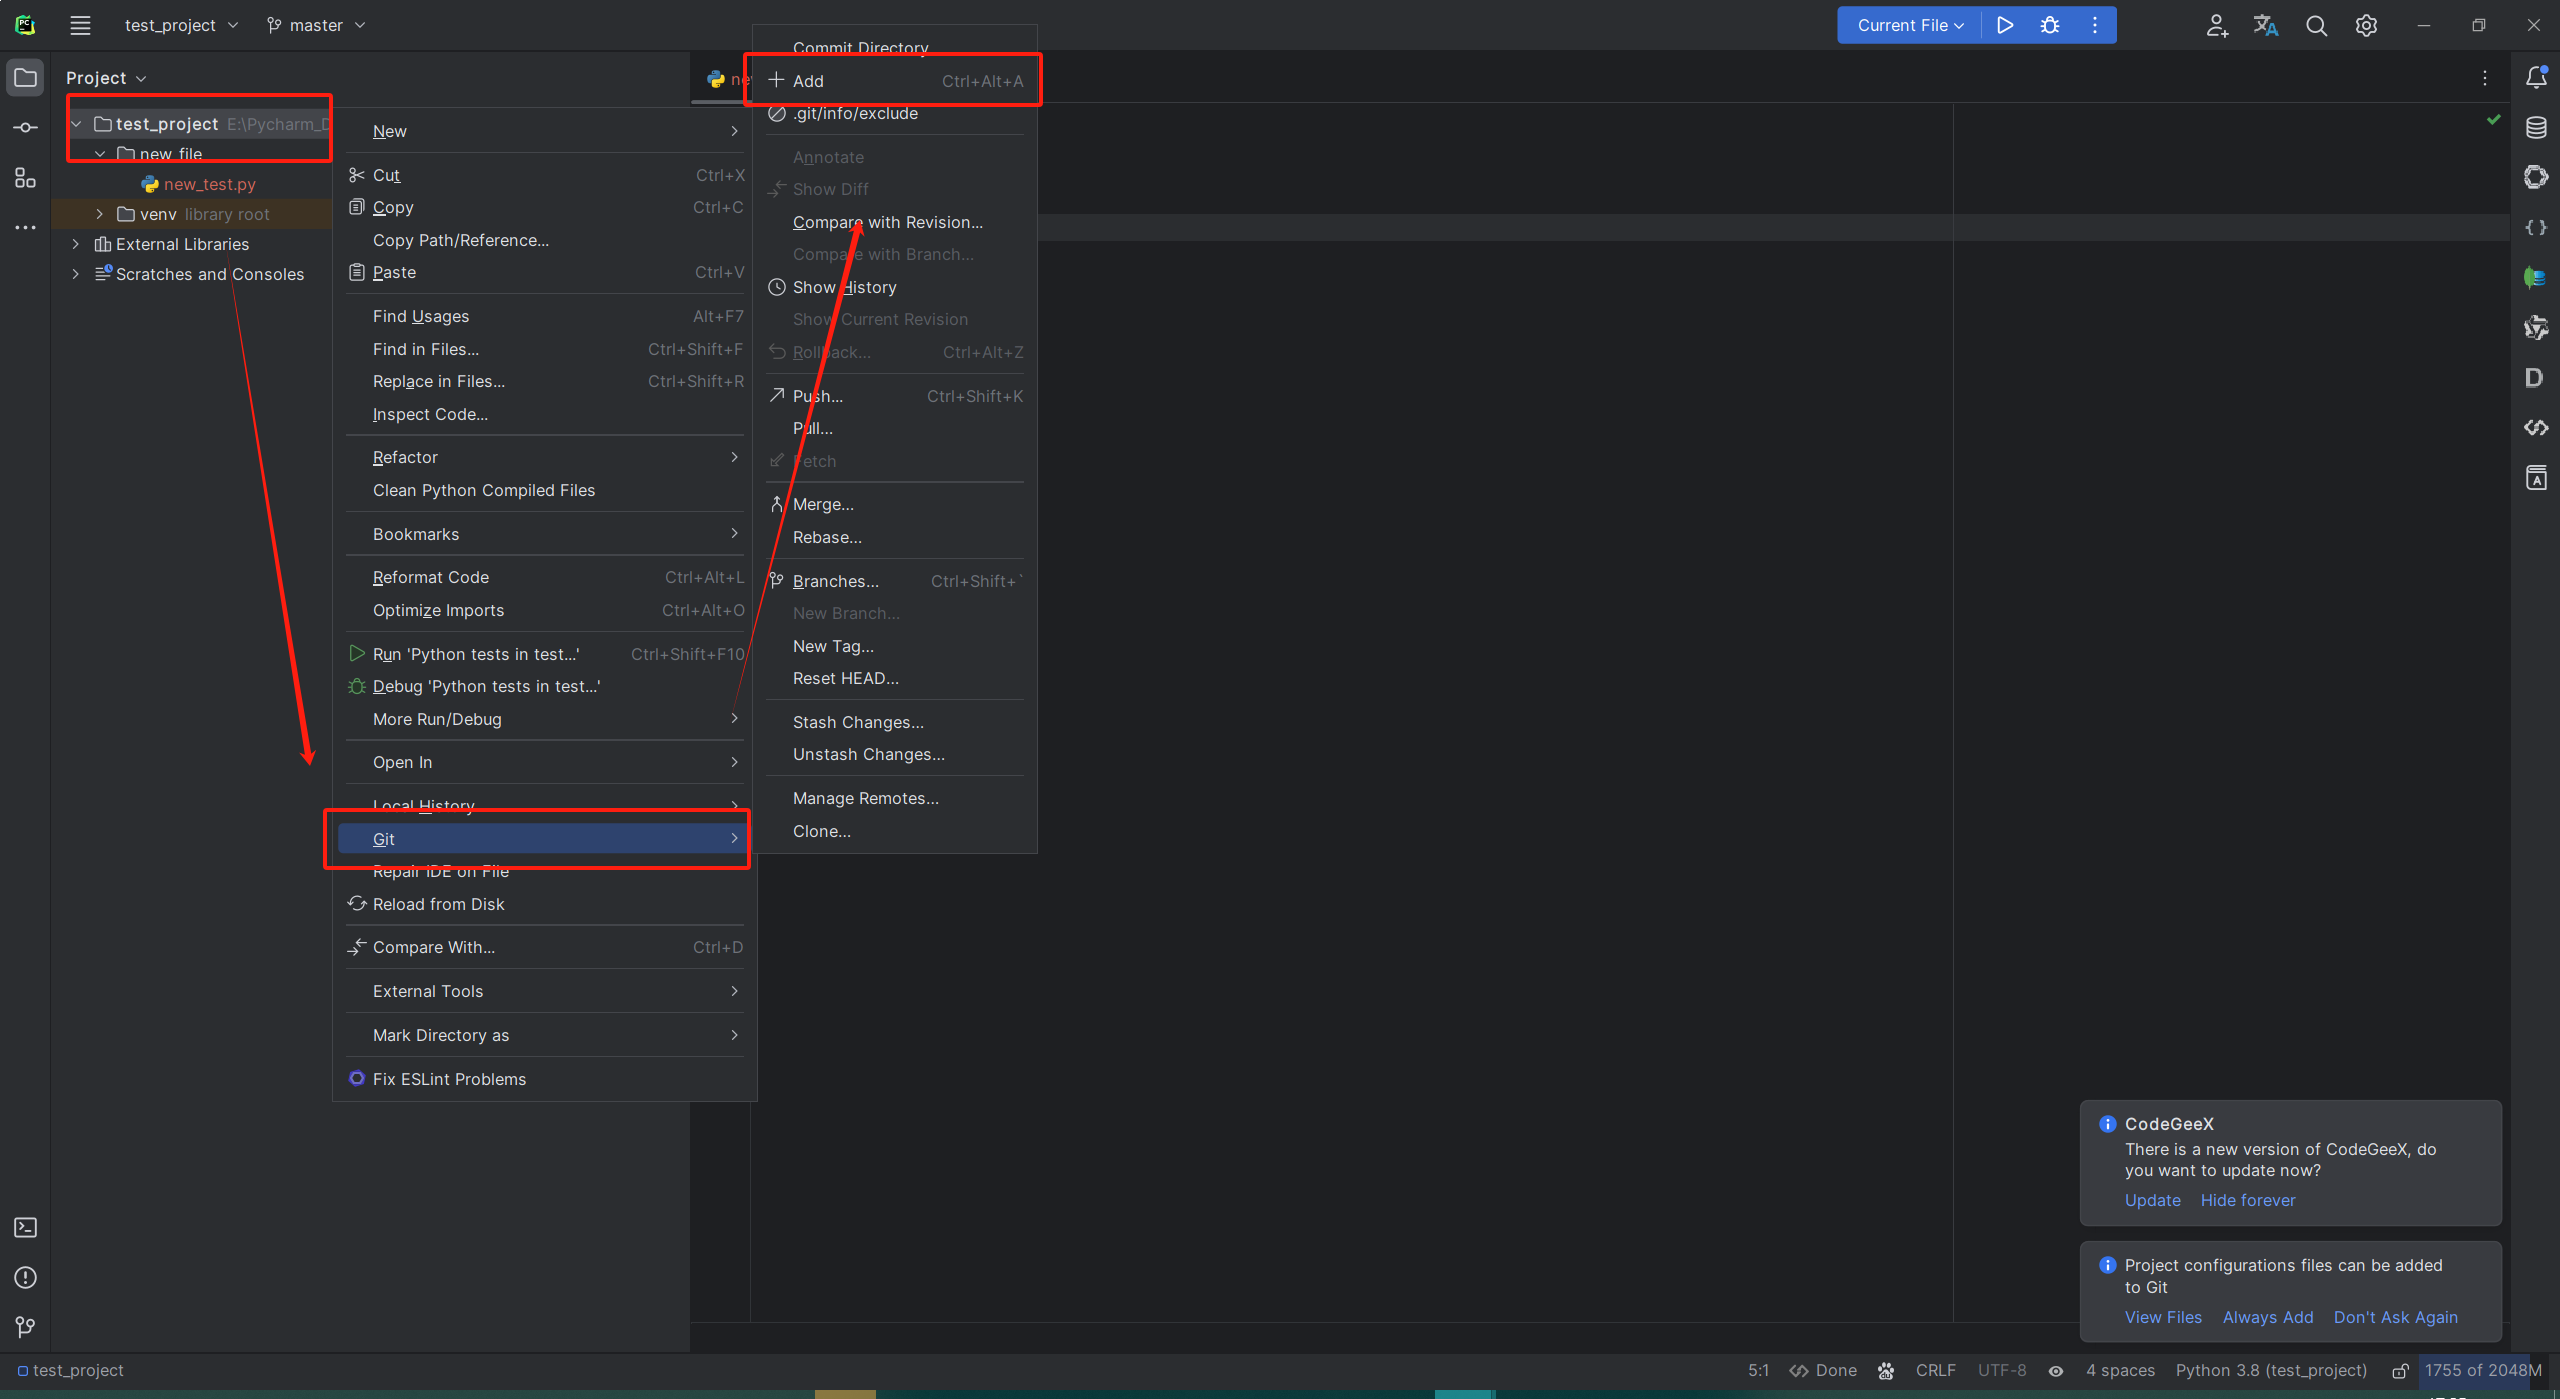 test_project
master
Current File
Project
test_project E:\Pycharm_D
new_file
new_test.py
venv library root
External Libraries
Scratches and Consoles
New
Cut Ctrl+X
Copy Ctrl+C
Copy Path/Reference...
Paste Ctrl+V
Find Usages Alt+F7
Find in Files... Ctrl+Shift+F
Replace in Files... Ctrl+Shift+R
Inspect Code...
Refactor
Clean Python Compiled Files
Bookmarks
Reformat Code Ctrl+Alt+L
Optimize Imports Ctrl+Alt+O
Run 'Python tests in test...' Ctrl+Shift+F10
Debug 'Python tests in test...'
More Run/Debug
Open In
Local History
Git
Repair IDE on File
Reload from Disk
Compare With... Ctrl+D
External Tools
Mark Directory as
Fix ESLint Problems
ne
Commit Directory
Add Ctrl+Alt+A
.git/info/exclude
Annotate
Show Diff
Compare with Revision...
Compare with Branch...
Show History
Show Current Revision
Rollback... Ctrl+Alt+Z
Push... Ctrl+Shift+K
Pull...
Fetch
Merge...
Rebase...
Branches... Ctrl+Shift+`
New Branch...
New Tag...
Reset HEAD...
Stash Changes...
Unstash Changes...
Manage Remotes...
Clone...
D
CodeGeeX
There is a new version of CodeGeeX, do
you want to update now?
Update Hide forever
Project configurations files can be added
to Git
View Files Always Add Don't Ask Again
test_project
5:1 Done CRLF UTF-8 4 spaces Python 3.8 (test_project) 1755 of 2048M